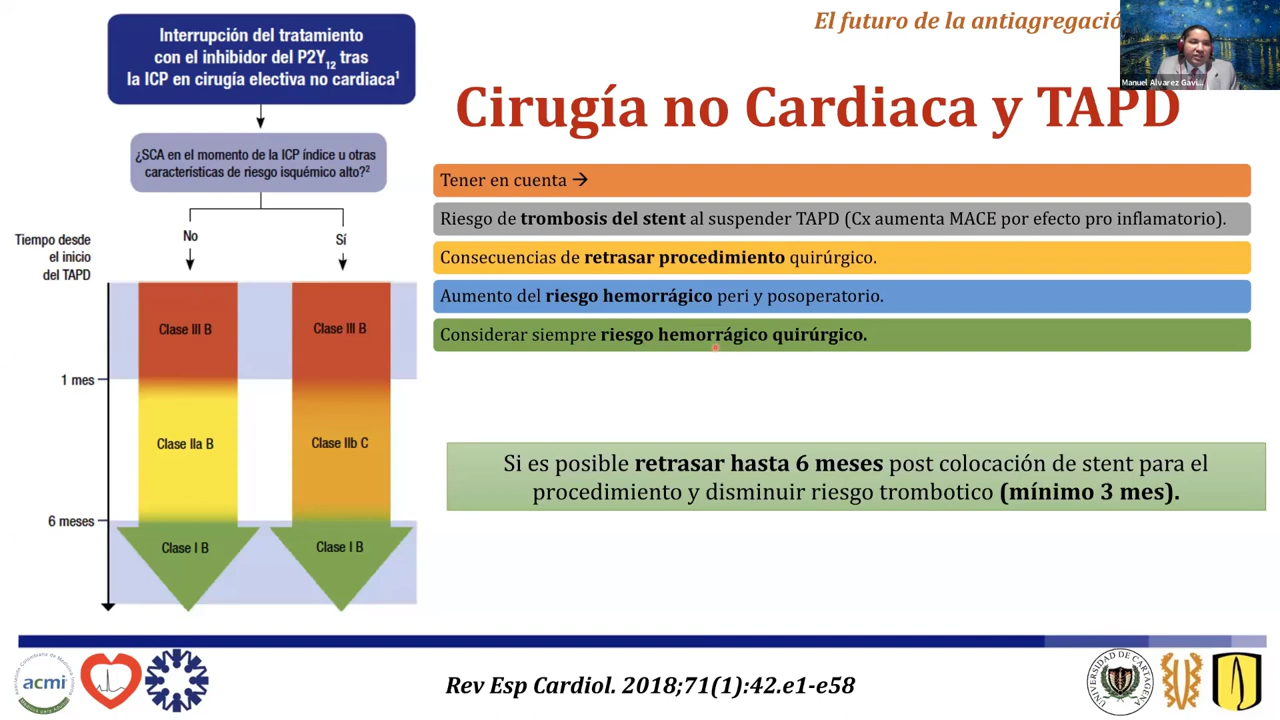 El futuro de la antiagregació
Manuel Alvarez Gavi...
Interrupción del tratamiento
con el inhibidor del P2Y12 tras
la ICP en cirugía electiva no cardiaca1
Cirugía no Cardiaca y TAPD
¿SCA en el momento de la ICP índice u otras
características de riesgo isquémico alto?2
No
Sí
Tiempo desde
el inicio
del TAPD
Clase III B
Clase III B
1 mes
Clase IIa B
Clase IIb C
6 meses
Clase I B
Clase I B
Tener en cuenta →
Riesgo de trombosis del stent al suspender TAPD (Cx aumenta MACE por efecto pro inflamatorio).
Consecuencias de retrasar procedimiento quirúrgico.
Aumento del riesgo hemorrágico peri y posoperatorio.
Considerar siempre riesgo hemorrágico quirúrgico.
Si es posible retrasar hasta 6 meses post colocación de stent para el
procedimiento y disminuir riesgo trombotico (mínimo 3 mes).
acmi
Rev Esp Cardiol. 2018;71(1):42.e1-e58
UNIVERSIDAD DE CARTAGENA